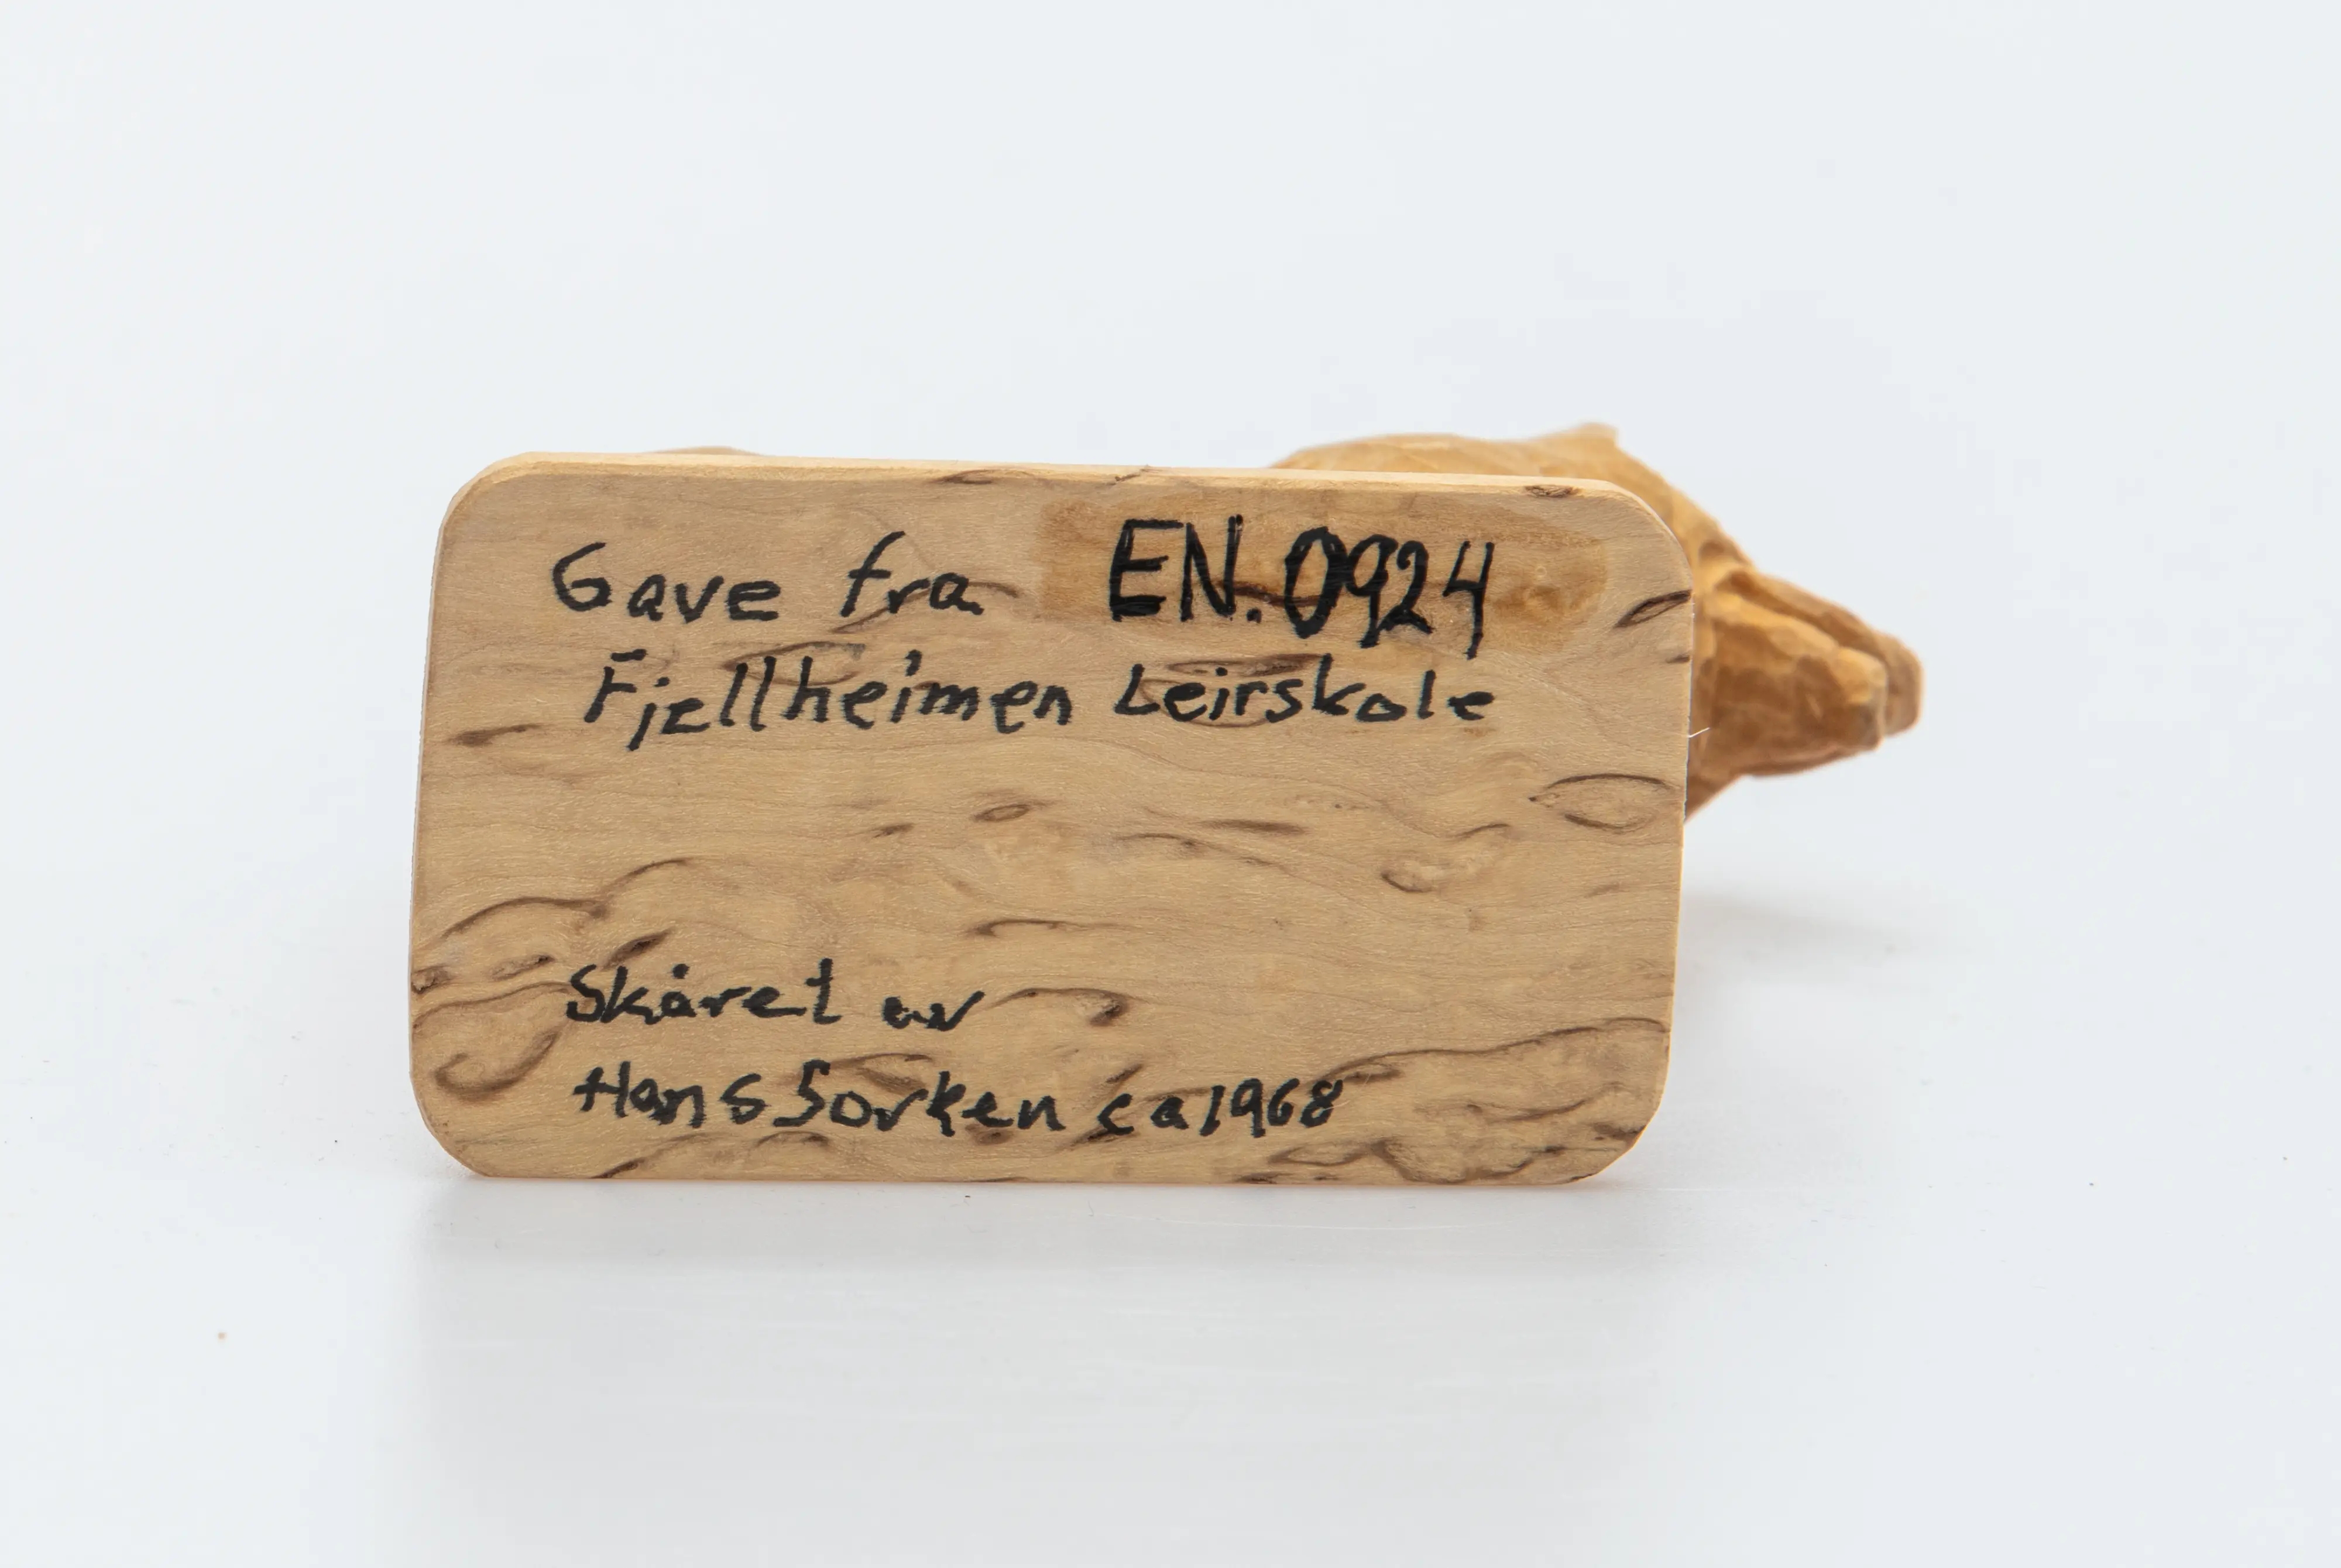 Gave fra EN.0924
Fjellheimen Leirskole
Skåret av
Hans Sorken ca 1968